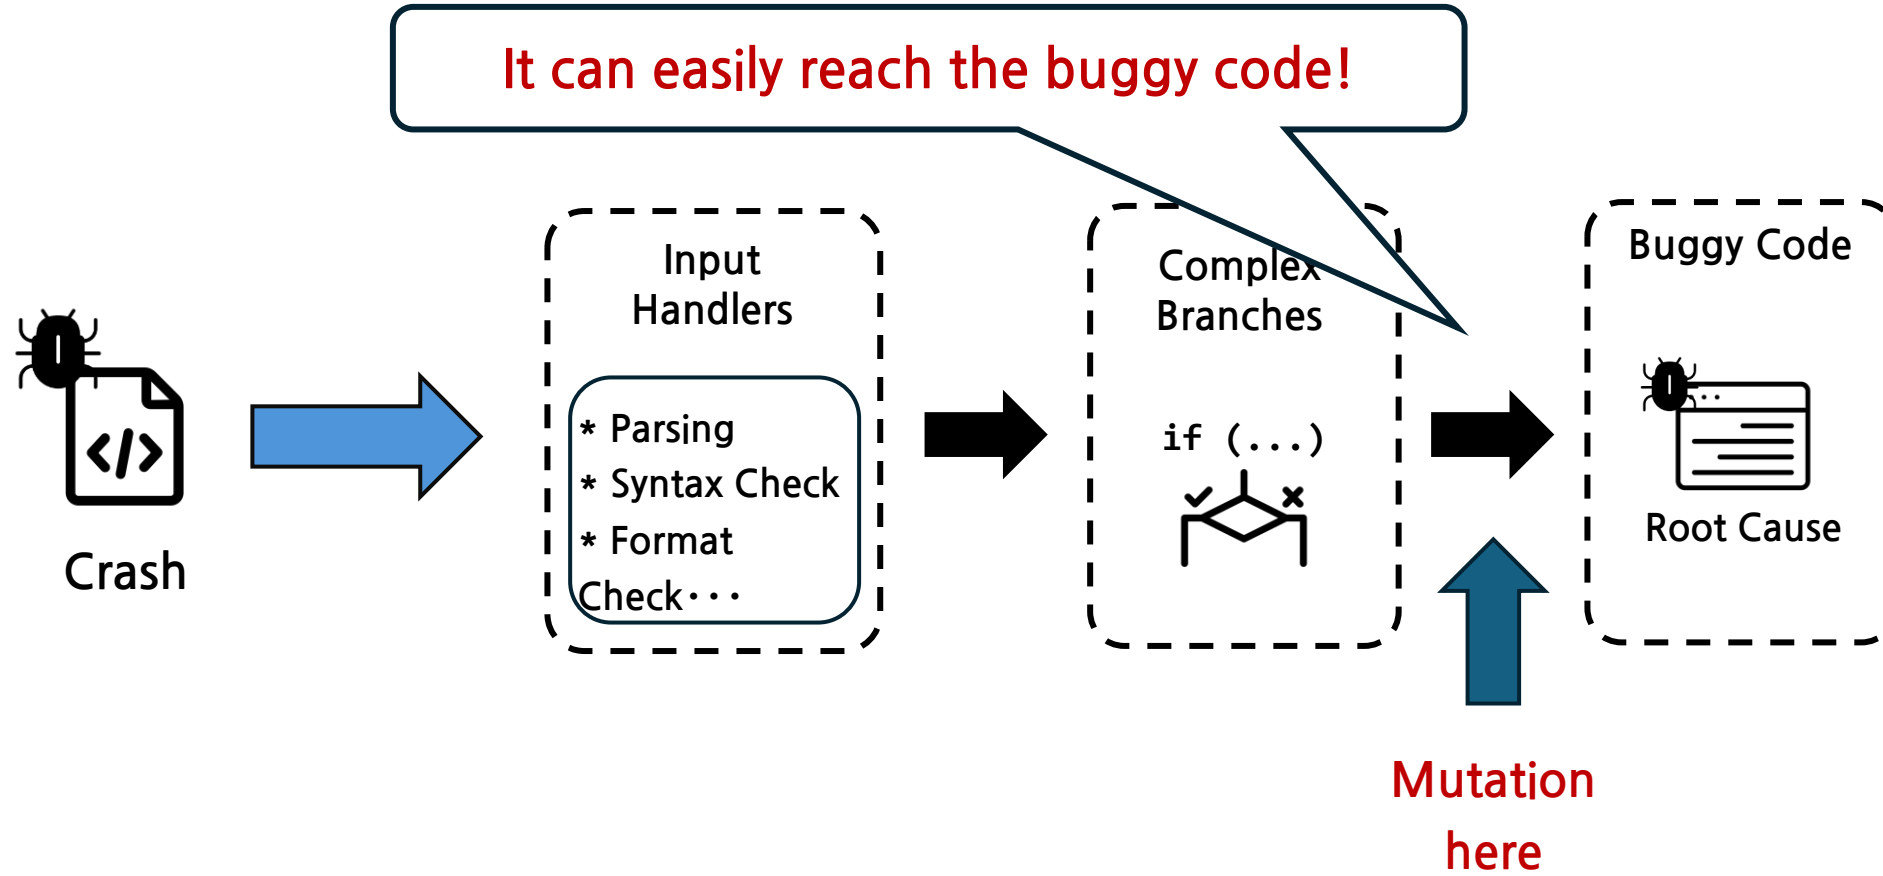 It can easily reach the buggy code!
Input
Handlers
* Parsing
* Syntax Check
* Format
Check···
Complex
Branches
if (...)
Buggy Code
Root Cause
Crash
Mutation
here